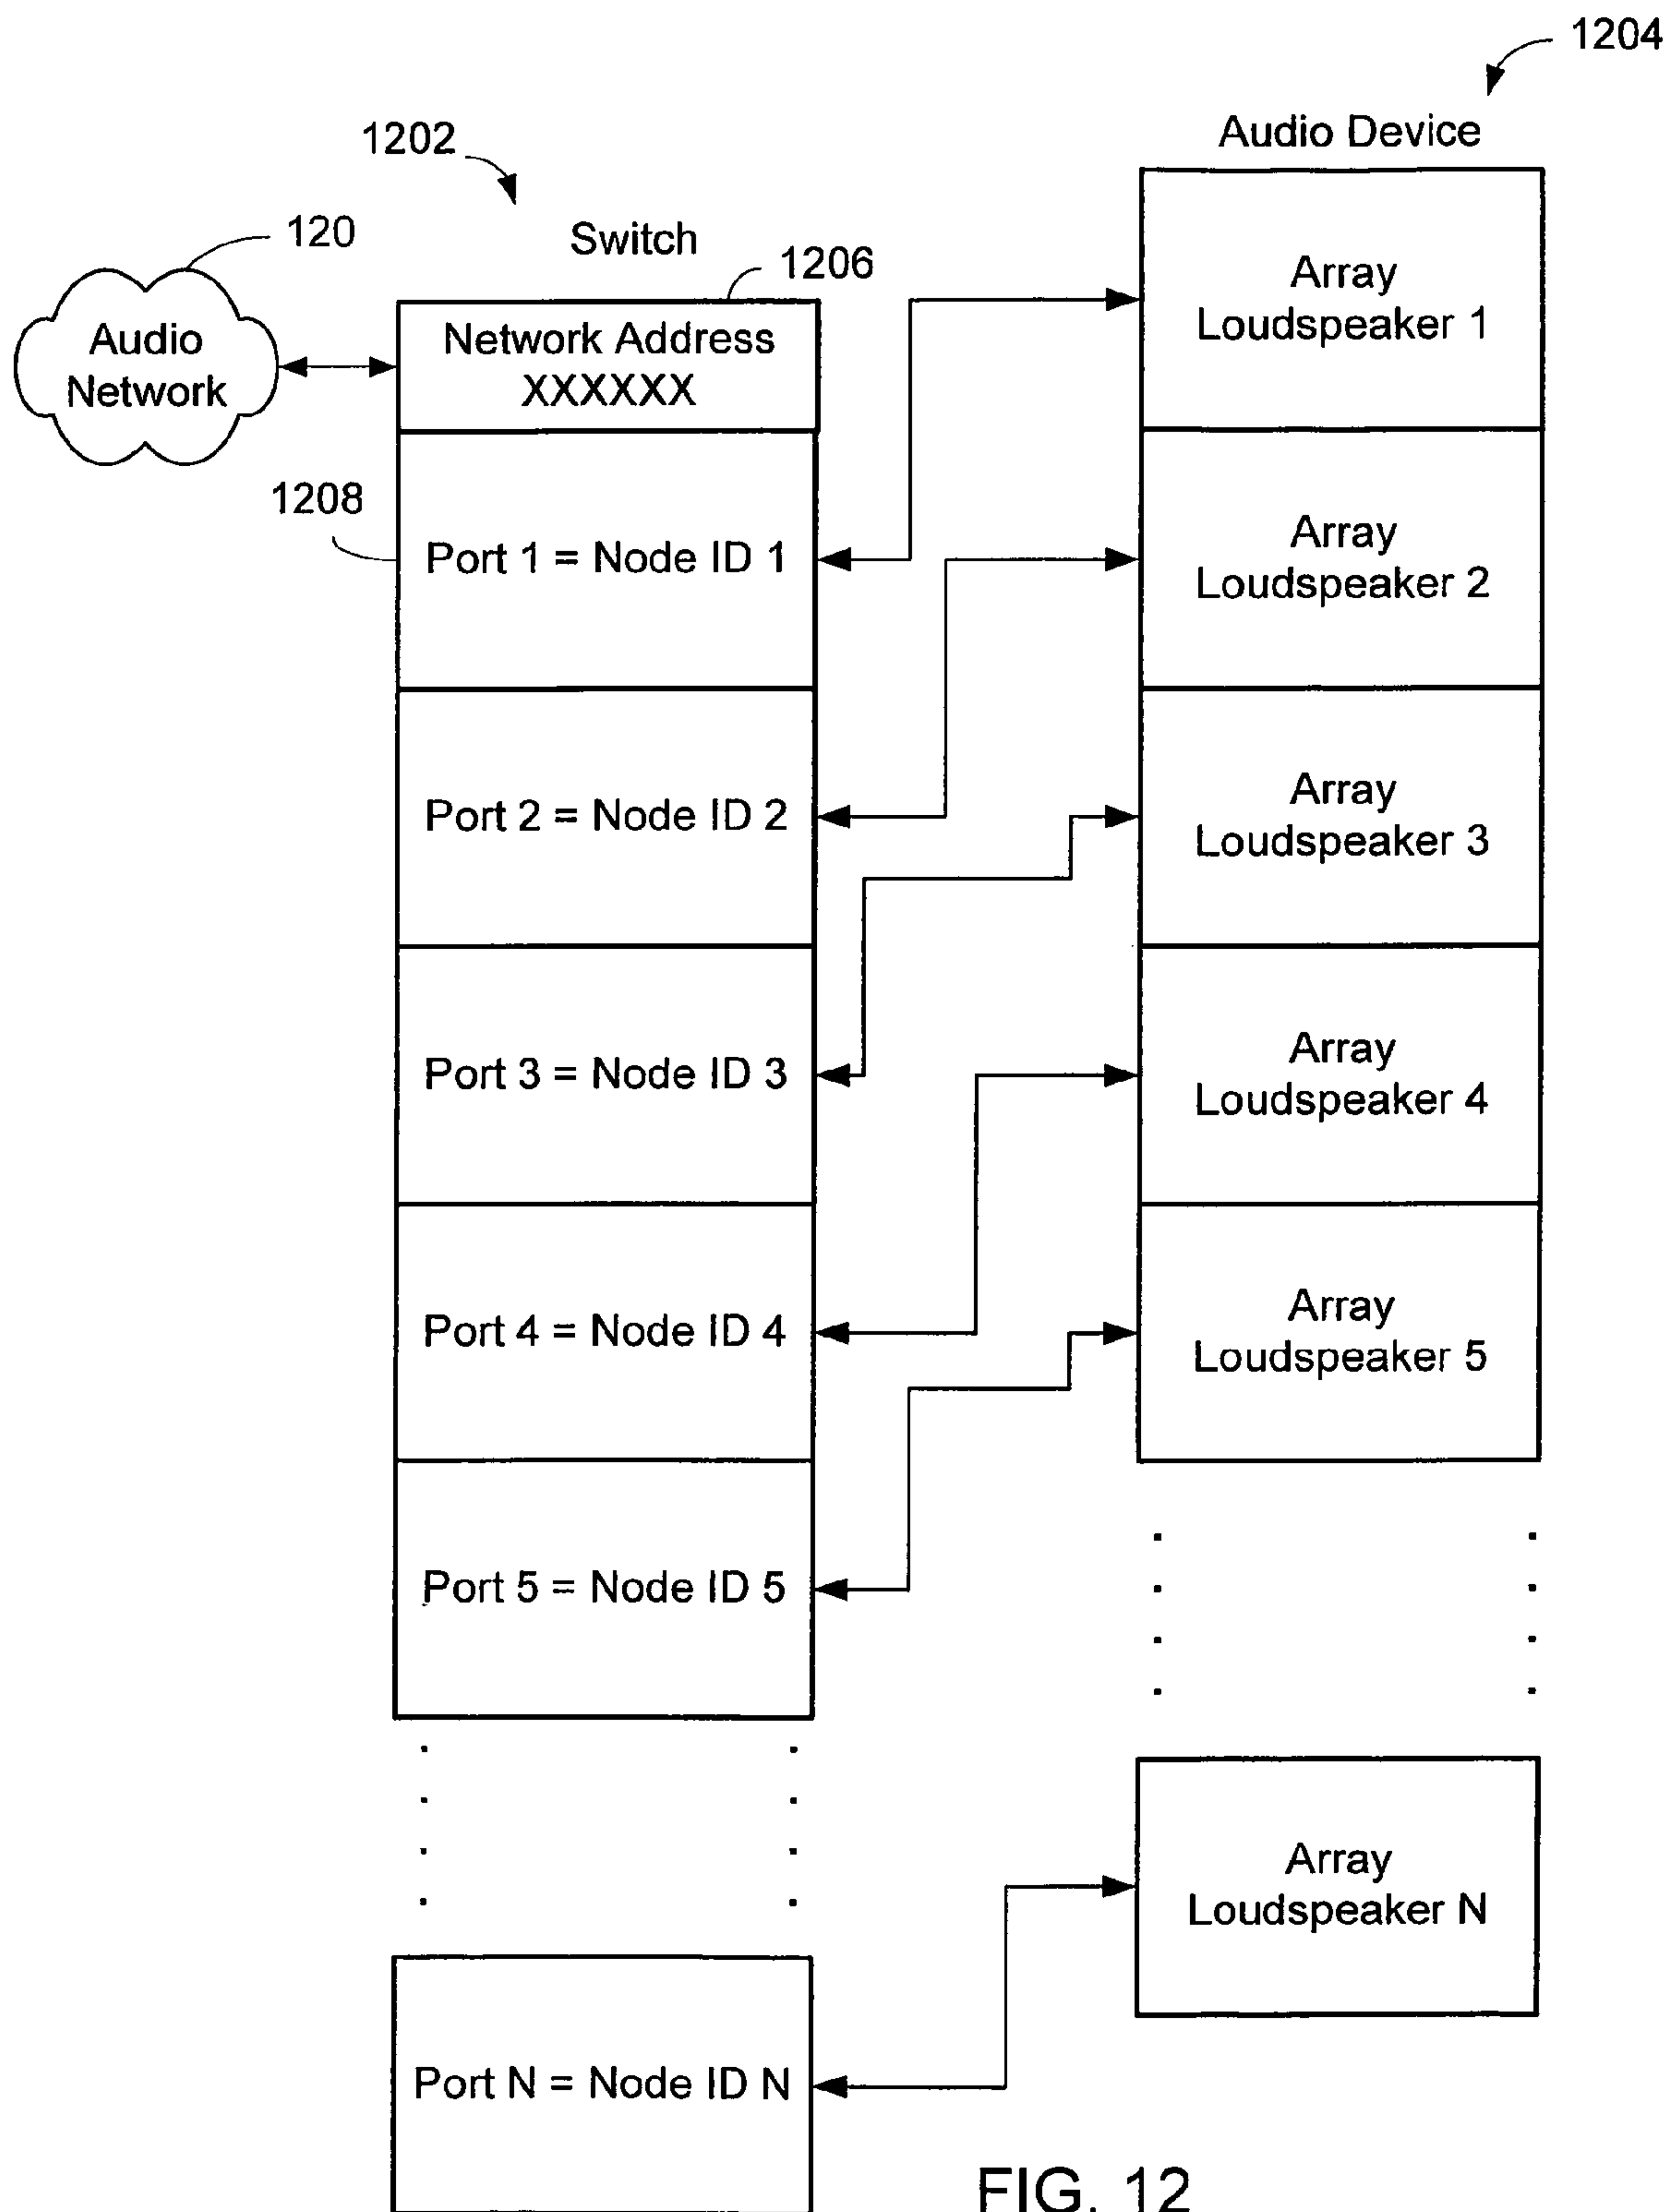 1204
Audio Device
1202
120
Switch
1206
Audio
Network
Network Address
XXXXXX
1208
Port 1 = Node ID 1
Port 2 = Node ID 2
Port 3 = Node ID 3
Port 4 = Node ID 4
Port 5 = Node ID 5
Port N = Node ID N
Array
Loudspeaker 1
Array
Loudspeaker 2
Array
Loudspeaker 3
Array
Loudspeaker 4
Array
Loudspeaker 5
Array
Loudspeaker N
FIG. 12